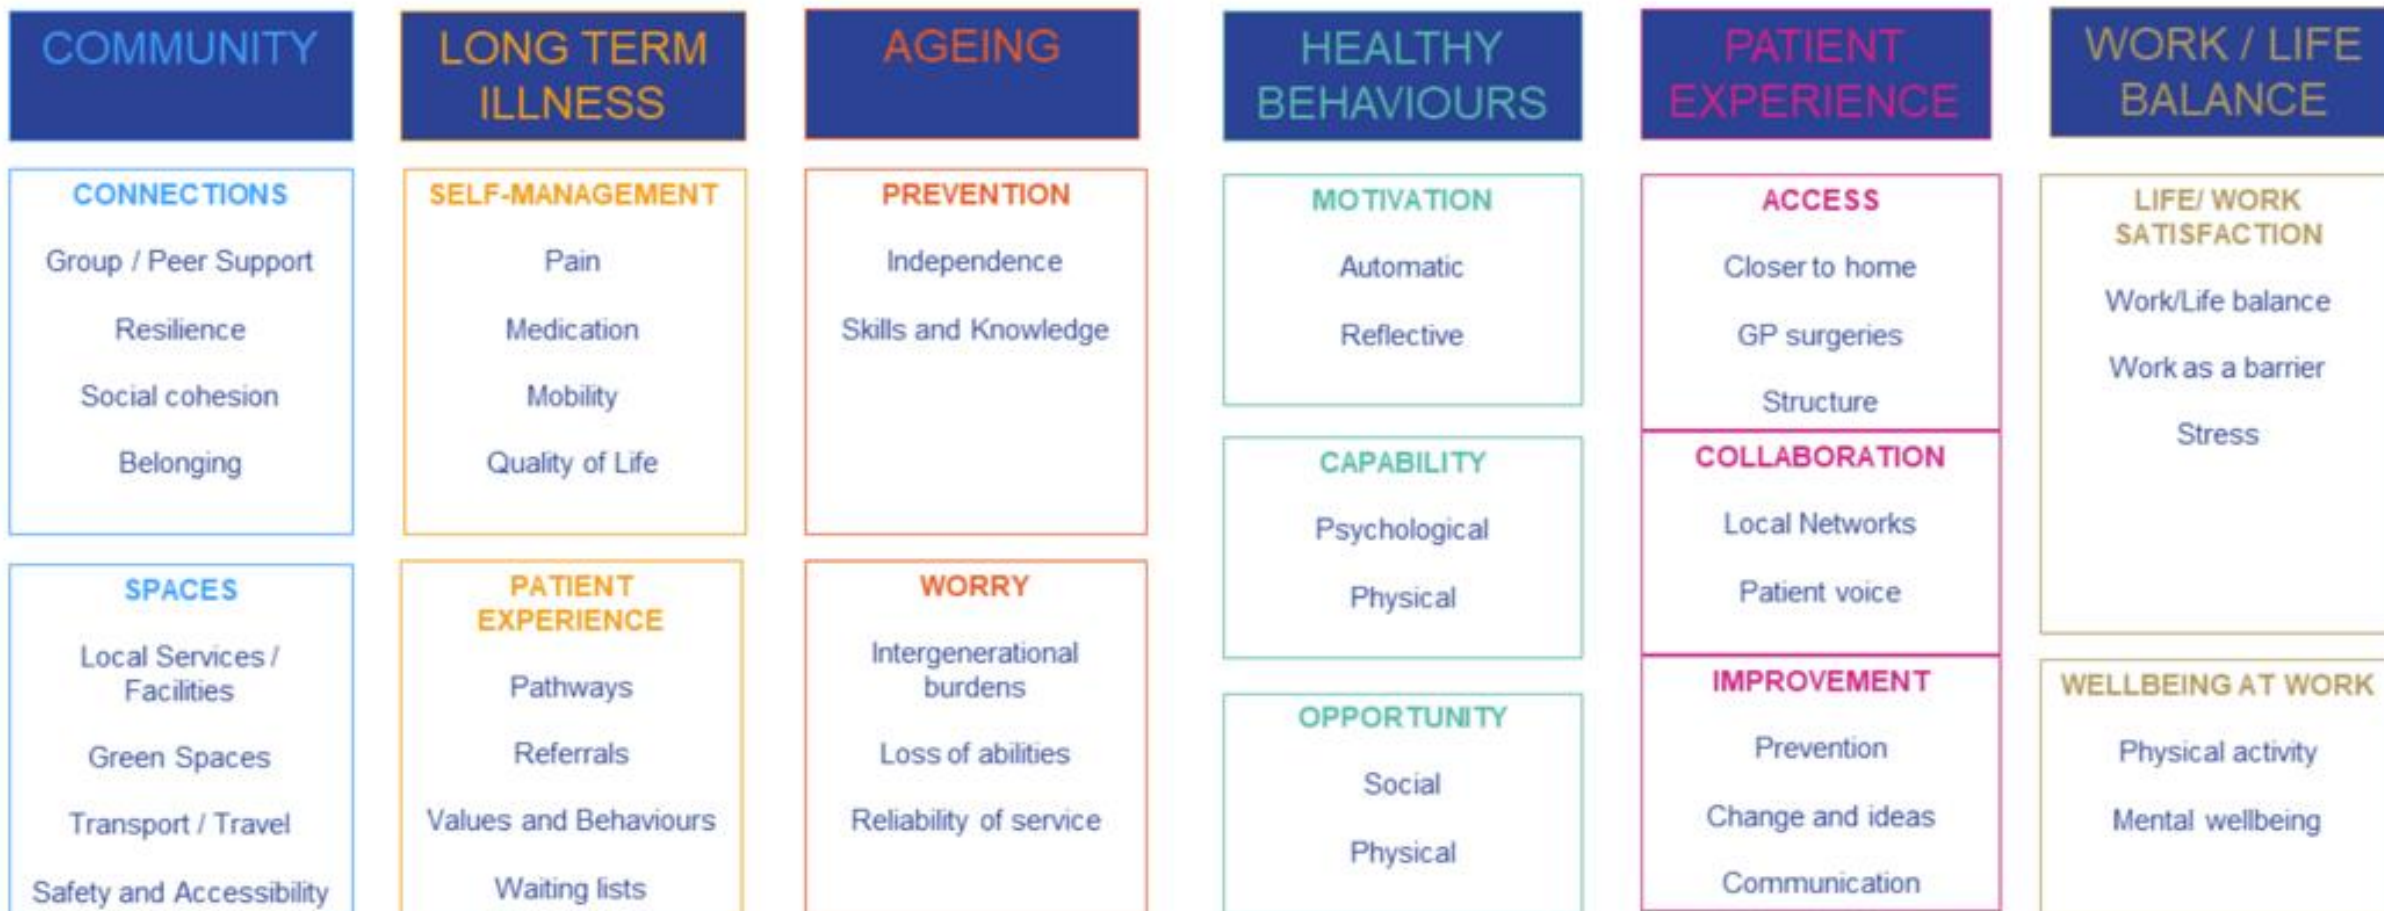 COMMUNITY
CONNECTIONS
Group / Peer Support
Resilience
Social cohesion
Belonging
SPACES
Local Services /
Facilities
Green Spaces
Transport / Travel
Safety and Accessibility
LONG TERM
ILLNESS
SELF-MANAGEMENT
Pain
Medication
Mobility
Quality of Life
PATIENT
EXPERIENCE
Pathways
Referrals
Values and Behaviours
Waiting lists
AGEING
PREVENTION
Independence
Skills and Knowledge
WORRY
Intergenerational
burdens
Loss of abilities
Reliability of service
HEALTHY
BEHAVIOURS
MOTIVATION
Automatic
Reflective
CAPABILITY
Psychological
Physical
OPPORTUNITY
Social
Physical
PATIENT
EXPERIENCE
ACCESS
Closer to home
GP surgeries
Structure
COLLABORATION
Local Networks
Patient voice
IMPROVEMENT
Prevention
Change and ideas
Communication
WORK / LIFE
BALANCE
LIFE/ WORK
SATISFACTION
Work/Life balance
Work as a barrier
Stress
WELLBEING AT WORK
Physical activity
Mental wellbeing